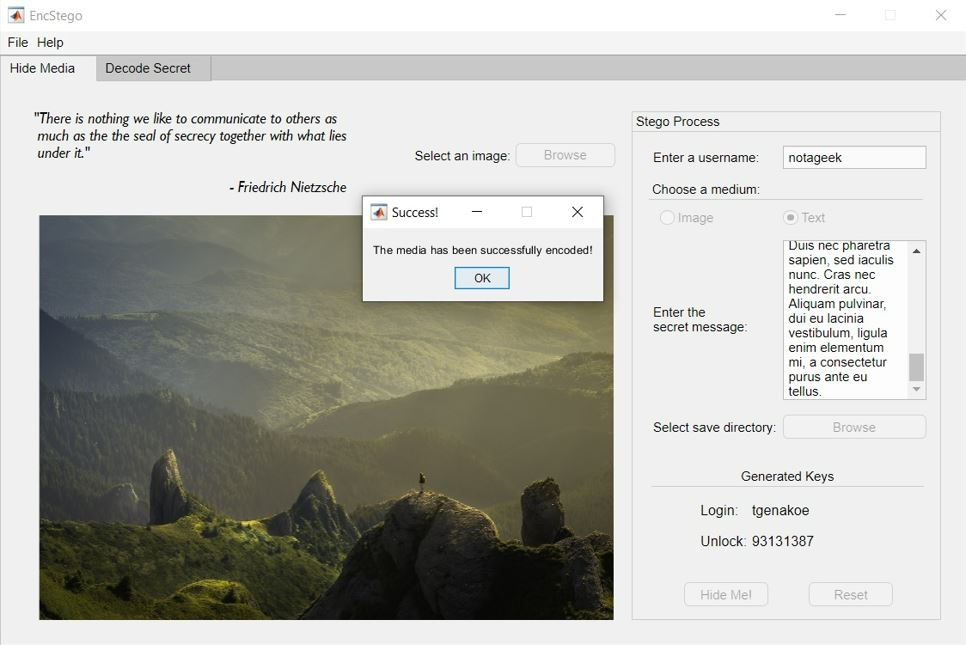 EncStego
File Help
Hide Media Decode Secret
"There is nothing we like to communicate to others as
much as the the seal of secrecy together with what lies
under it."
- Friedrich Nietzsche
Select an image: Browse
Success!
The media has been successfully encoded!
OK
Stego Process
Enter a username: notageek
Choose a medium:
Image Text
Enter the
secret message:
Duis nec pharetra
sapien, sed iaculis
nunc. Cras nec
hendrerit arcu.
Aliquam pulvinar,
dui eu lacinia
vestibulum, ligula
enim elementum
mi, a consectetur
purus ante eu
tellus.
Select save directory: Browse
Generated Keys
Login: tgenakoe
Unlock: 93131387
Hide Me! Reset